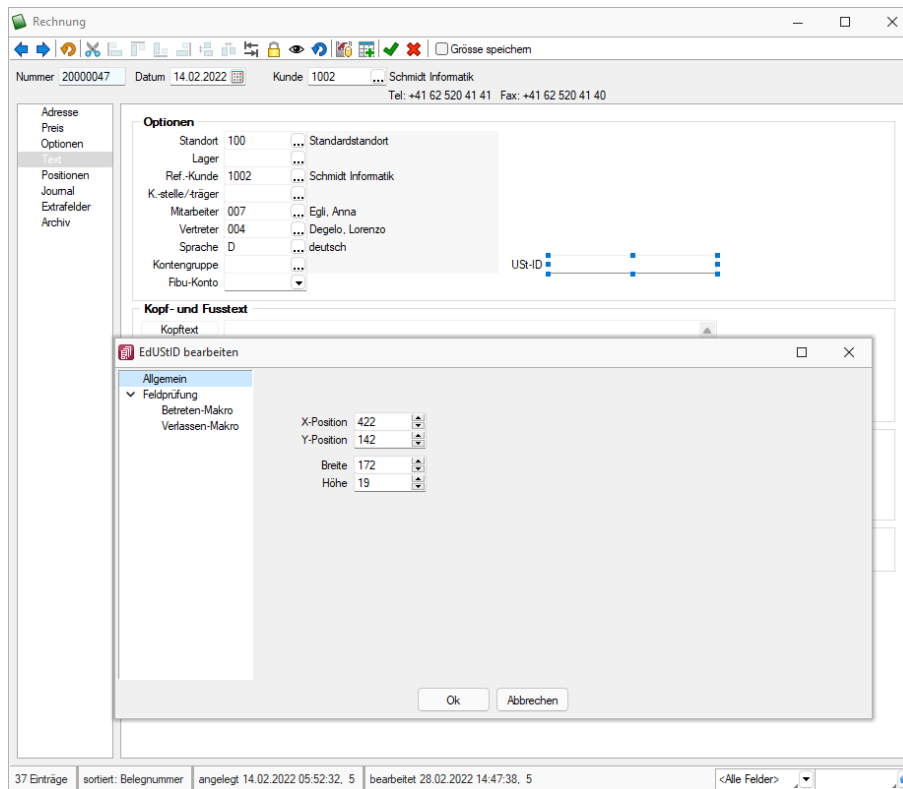 Rechnung
Grösse speichern
Nummer 20000047 Datum 14.02.2022 Kunde 1002 ... Schmidt Informatik
Tel: +41 62 520 41 41 Fax: +41 62 520 41 40
Adresse
Preis
Optionen
Text
Positionen
Journal
Extrafelder
Archiv
Optionen
Standort 100 ... Standardstandort
Lager ...
Ref.-Kunde 1002 ... Schmidt Informatik
K.-stelle/-träger ...
Mitarbeiter 007 ... Egli, Anna
Vertreter 004 ... Degelo, Lorenzo
Sprache D ... deutsch
Kontengruppe ... USt-ID
Fibu-Konto
Kopf- und Fusstext
Kopftext
EdUStID bearbeiten
Allgemein
Feldprüfung
Betreten-Makro
Verlassen-Makro
X-Position 422
Y-Position 142
Breite 172
Höhe 19
Ok Abbrechen
37 Einträge sortiert: Belegnummer angelegt 14.02.2022 05:52:32, 5 bearbeitet 28.02.2022 14:47:38, 5 <Alle Felder>